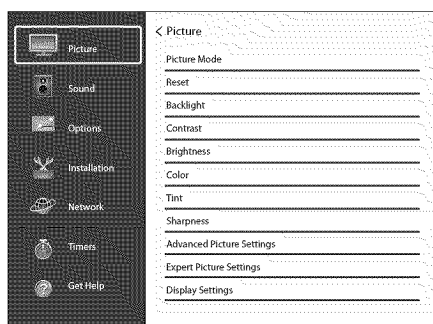 Picture
Sound
Options
Installation
Network
Timers
Get Help
< Picture
Picture Mode
Reset
Backlight
Contrast
Brightness
Color
Tint
Sharpness
Advanced Picture Settings
Expert Picture Settings
Display Settings